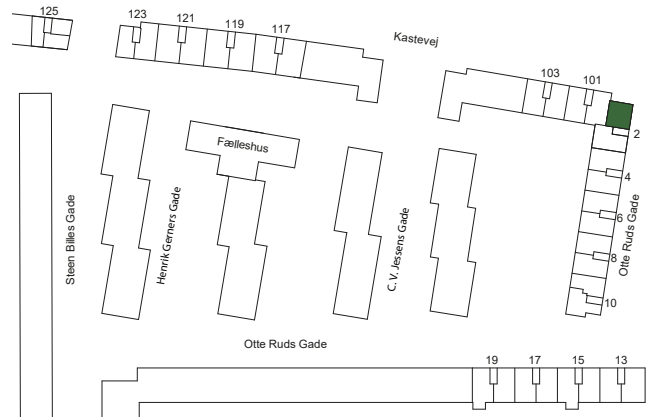 125
123
121
119
117
Kastevej
103
101
2
Fælleshus
4
Steen Billes Gade
Henrik Gerners Gade
C.V. Jessens Gade
6
Otte Ruds Gade
8
10
Otte Ruds Gade
19
17
15
13